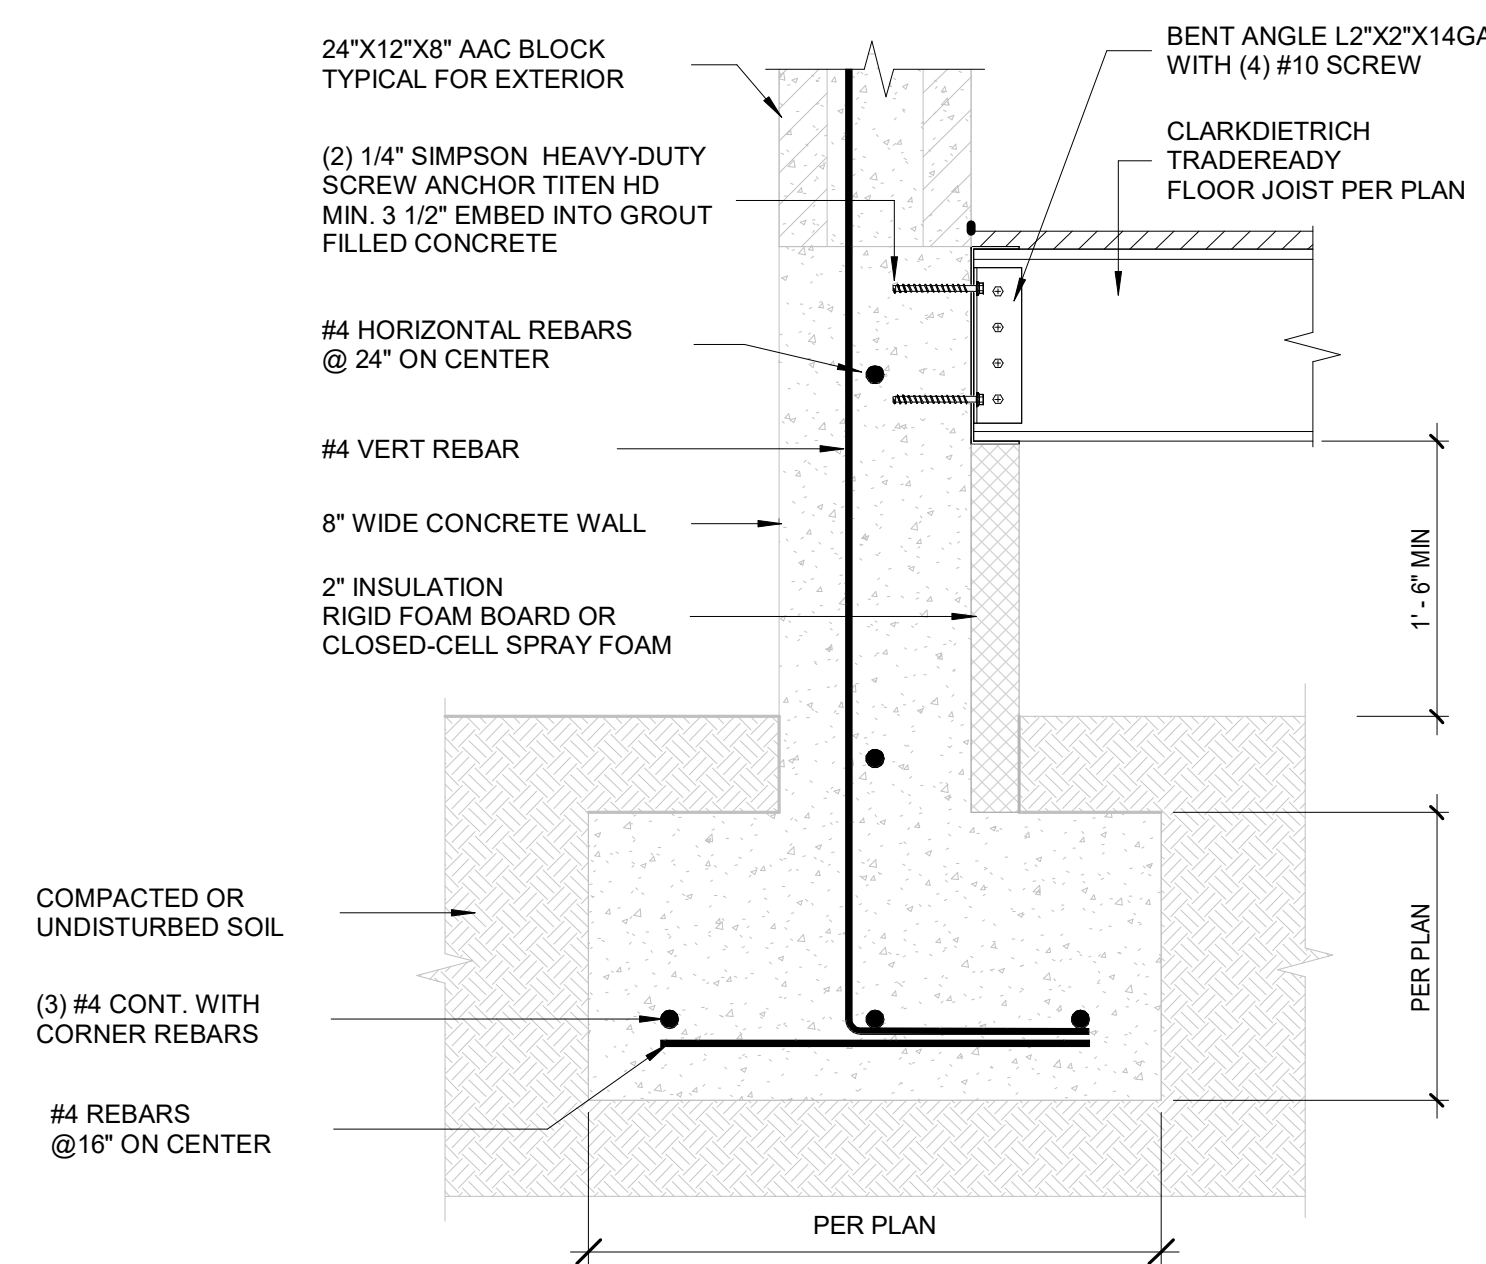 24"X12"X8" AAC BLOCK
TYPICAL FOR EXTERIOR
(2) 1/4" SIMPSON HEAVY-DUTY
SCREW ANCHOR TITEN HD
MIN. 3 1/2" EMBED INTO GROUT
FILLED CONCRETE
#4 HORIZONTAL REBARS
@ 24" ON CENTER
#4 VERT REBAR
8" WIDE CONCRETE WALL
2" INSULATION
RIGID FOAM BOARD OR
CLOSED-CELL SPRAY FOAM
COMPACTED OR
UNDISTURBED SOIL
(3) #4 CONT. WITH
CORNER REBARS
#4 REBARS
@16" ON CENTER
BENT ANGLE L2"X2"X14GA
WITH (4) #10 SCREW
CLARKDIETRICH
TRADEREADY
FLOOR JOIST PER PLAN
1' - 6" MIN
PER PLAN
PER PLAN